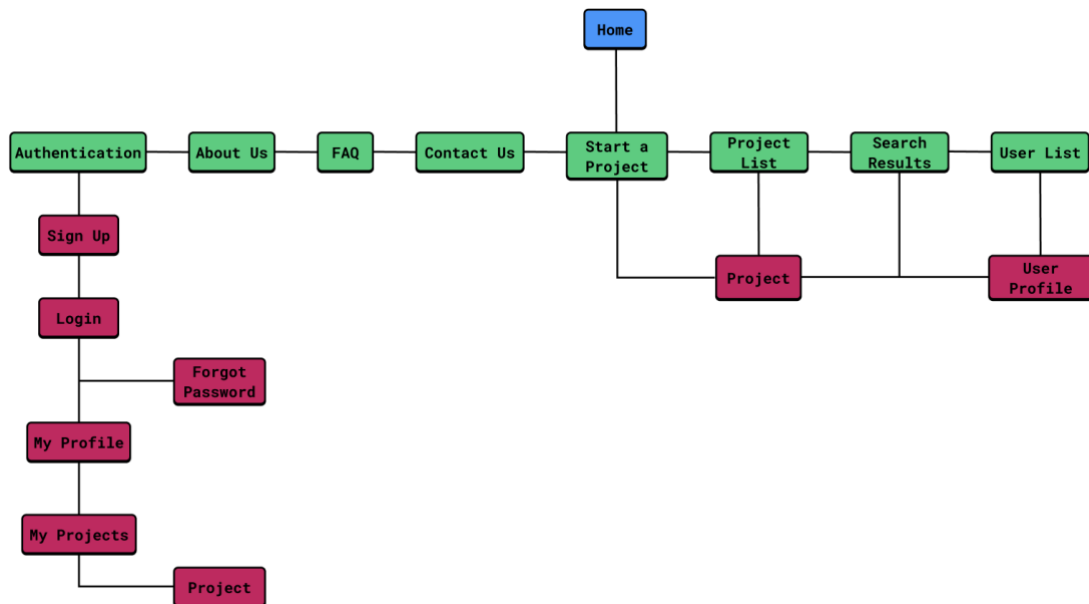 Home
Authentication
About Us
FAQ
Contact Us
Start a
Project
Project
List
Search
Results
User List
Sign Up
Project
User
Profile
Login
Forgot
Password
My Profile
My Projects
Project